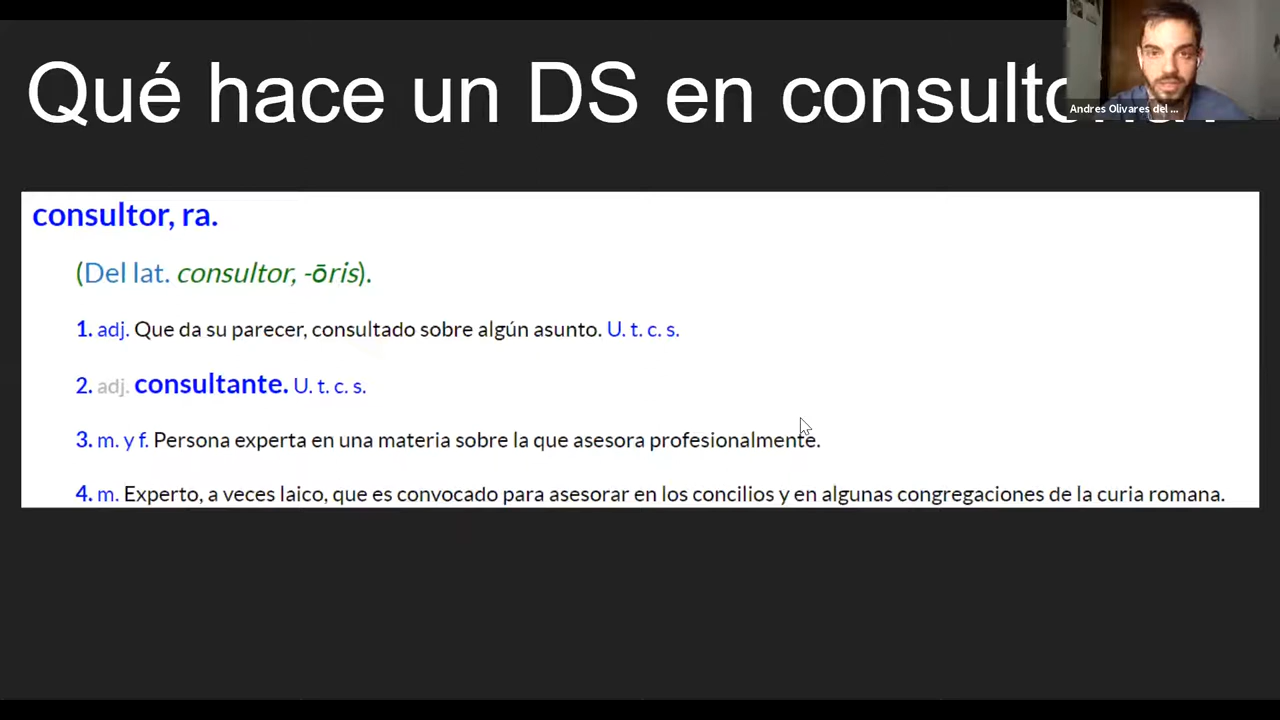 Qué hace un DS en
Andres Olivares del ...
consultor, ra.
(Del lat. consultor, -ōris).
1. adj. Que da su parecer, consultado sobre algún asunto. U. t. c. s.
2. adj. consultante. U. t. c. s.
3. m. y f. Persona experta en una materia sobre la que asesora profesionalmente.
4. m. Experto, a veces laico, que es convocado para asesorar en los concilios y en algunas congregaciones de la curia romana.